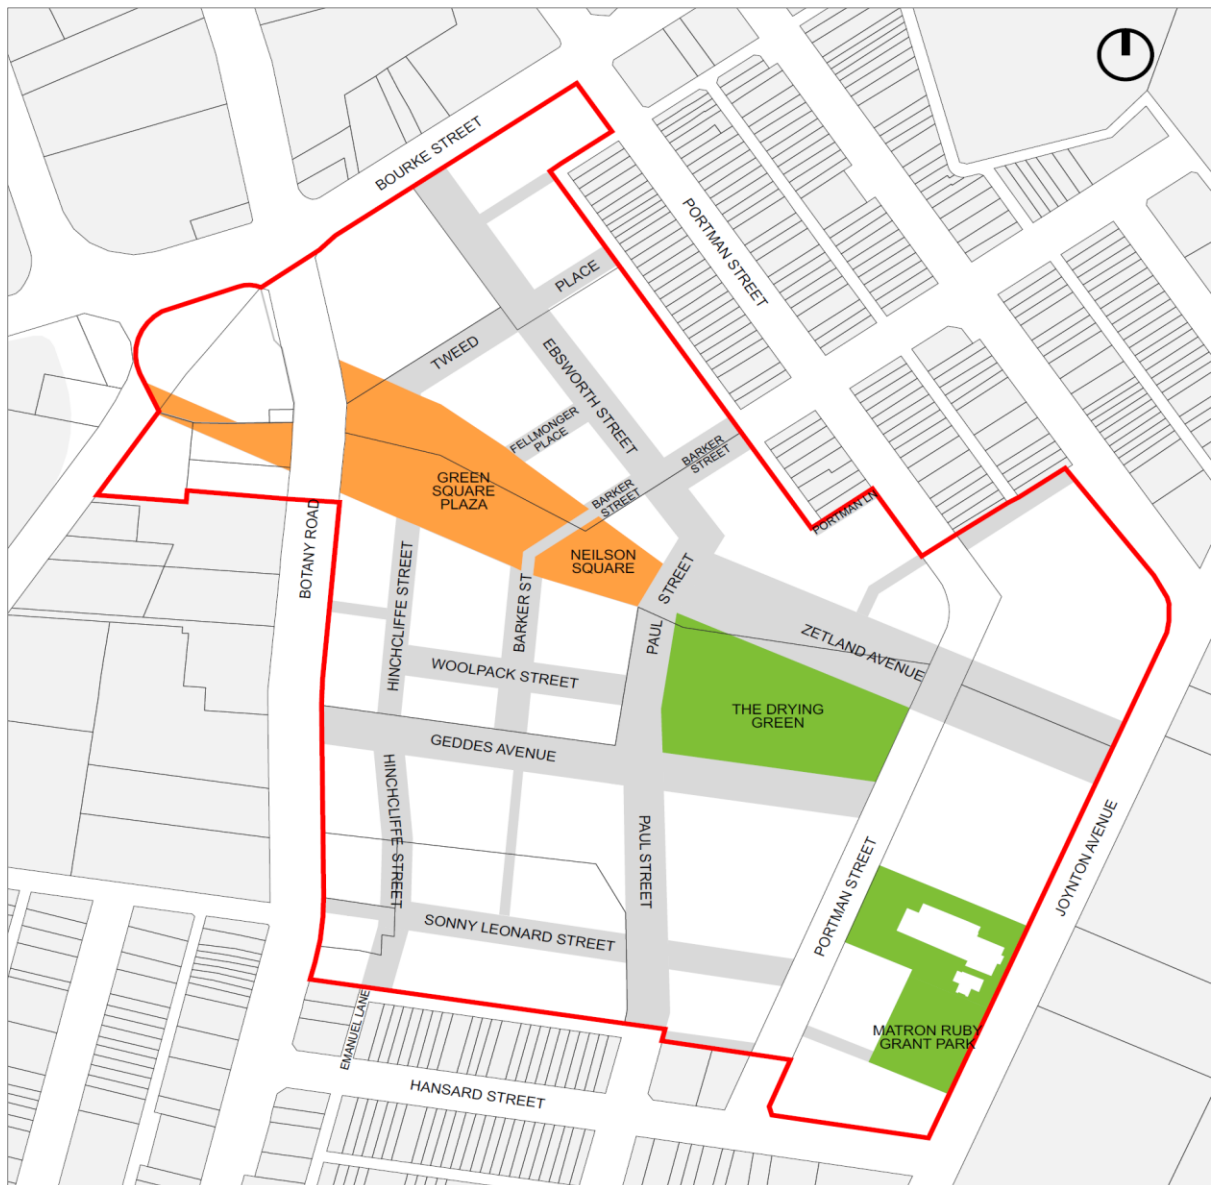 BOURKE STREET
PORTMAN STREET
PLACE
TWEED
EBSWORTH STREET
FELLMONGER
PLACE
BARKER
STREET
GREEN
SQUARE
PLAZA
BARKER
STREET
PORTMAN LN
BOTANY ROAD
NEILSON
SQUARE
HINCHCLIFFE STREET
BARKER ST
STREET
PAUL
ZETLAND AVENUE
WOOLPACK STREET
THE DRYING
GREEN
GEDDES AVENUE
HINCHCLIFFE STREET
PAUL STREET
JOYNTON AVENUE
PORTMAN STREET
SONNY LEONARD STREET
EMANUEL LANE
MATRON RUBY
GRANT PARK
HANSARD STREET